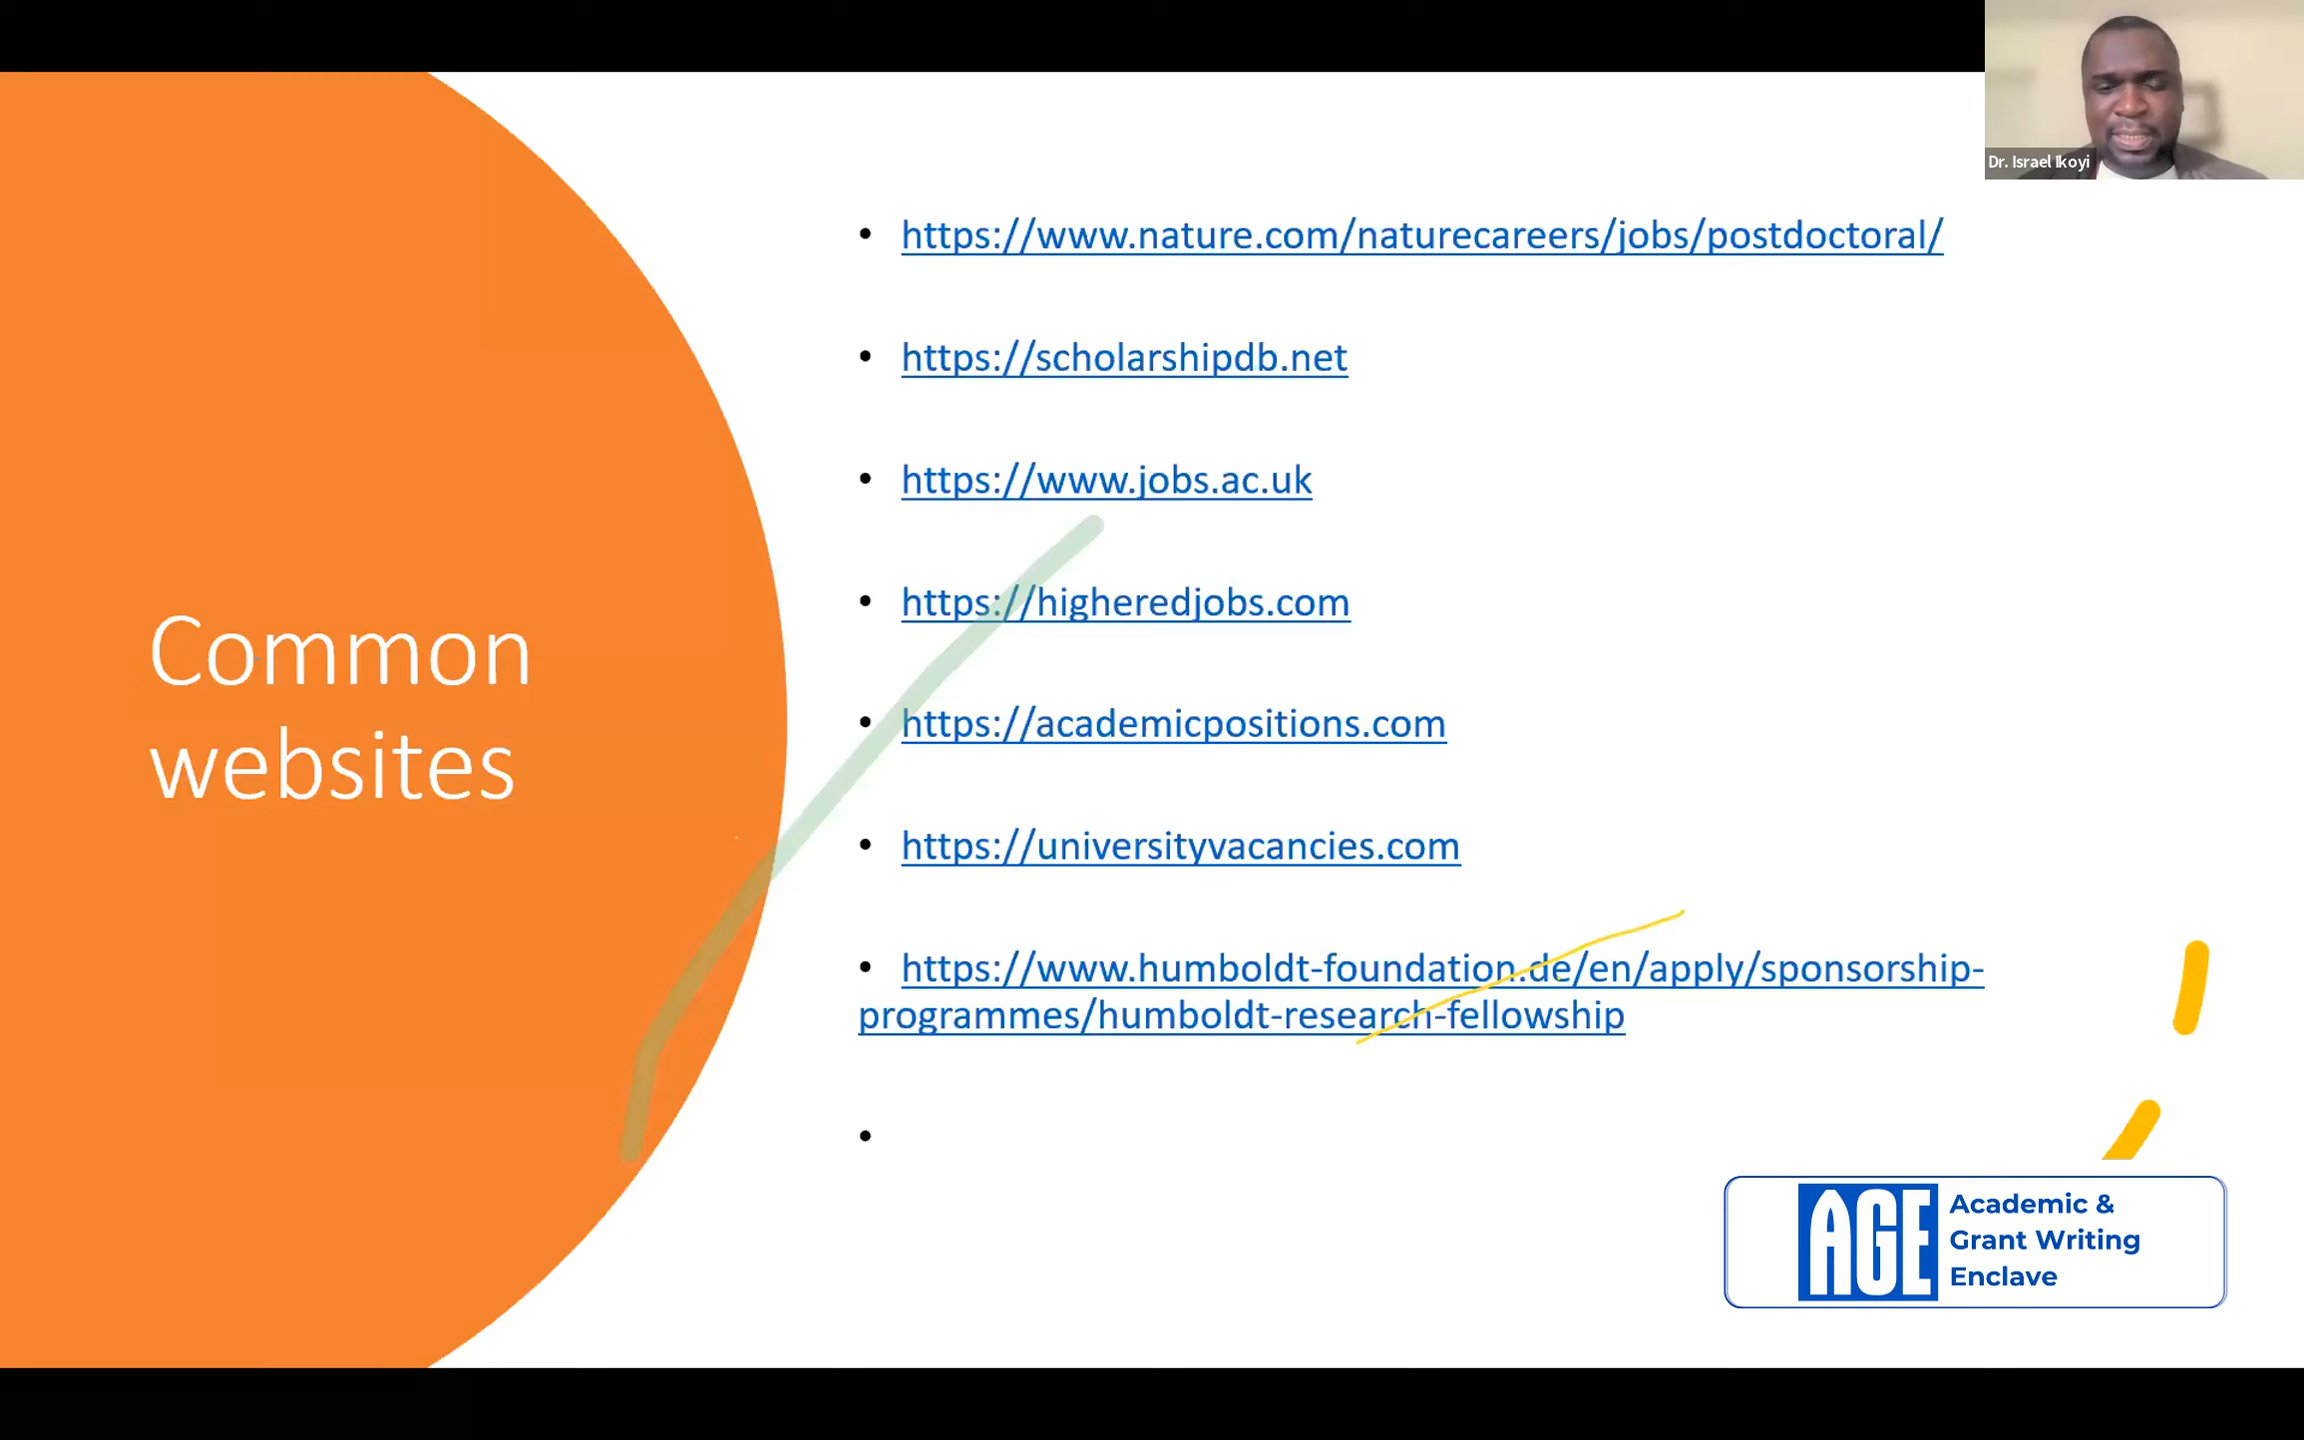 Dr. Israel Ikoyi
Common
websites
• https://www.nature.com/naturecareers/jobs/postdoctoral/
• https://scholarshipdb.net
• https://www.jobs.ac.uk
• https://higheredjobs.com
• https://academicpositions.com
• https://universityvacancies.com
• https://www.humboldt-foundation.de/en/apply/sponsorship-
programmes/humboldt-research-fellowship
•
AGE
Academic &
Grant Writing
Enclave